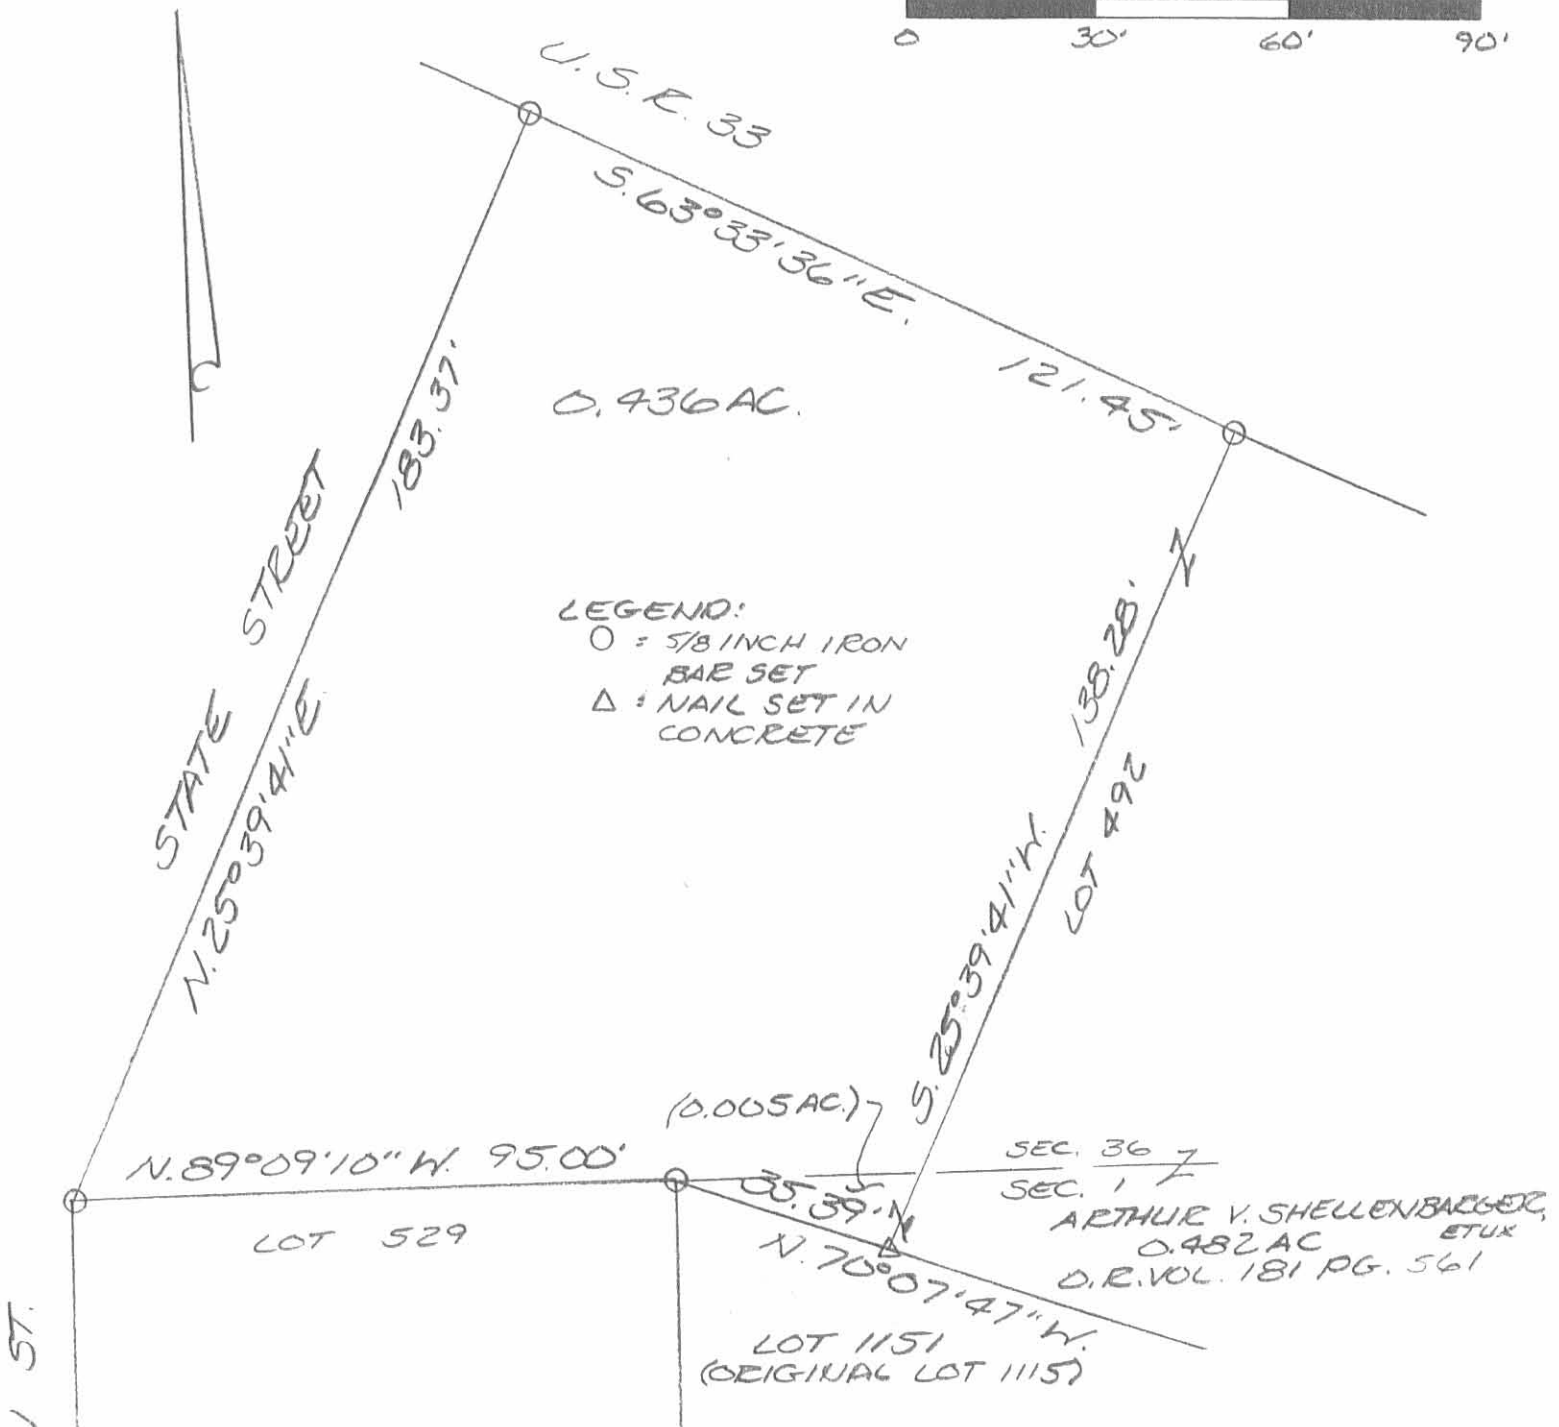 0 30' 60' 90'
U.S.R. 33
S.63°33'36"E.
121.45'
183.37'
0.436 AC.
STATE STREET
N.25°39'41"E
LEGEND:
O = 5/8 INCH IRON
BAR SET
Δ = NAIL SET IN
CONCRETE
138.28'
LOT 492
S.25°39'41"W.
(0.005 AC.)
N.89°09'10"W. 95.00'
35.39'
N.70°07'47"W.
SEC. 36
SEC. 1
ARTHUR V. SHELLENBARGER,
ETUX
0.482 AC
O.R.VOL. 181 PG. 561
LOT 529
LOT 1151
(ORIGINAL LOT 1115)
ST.